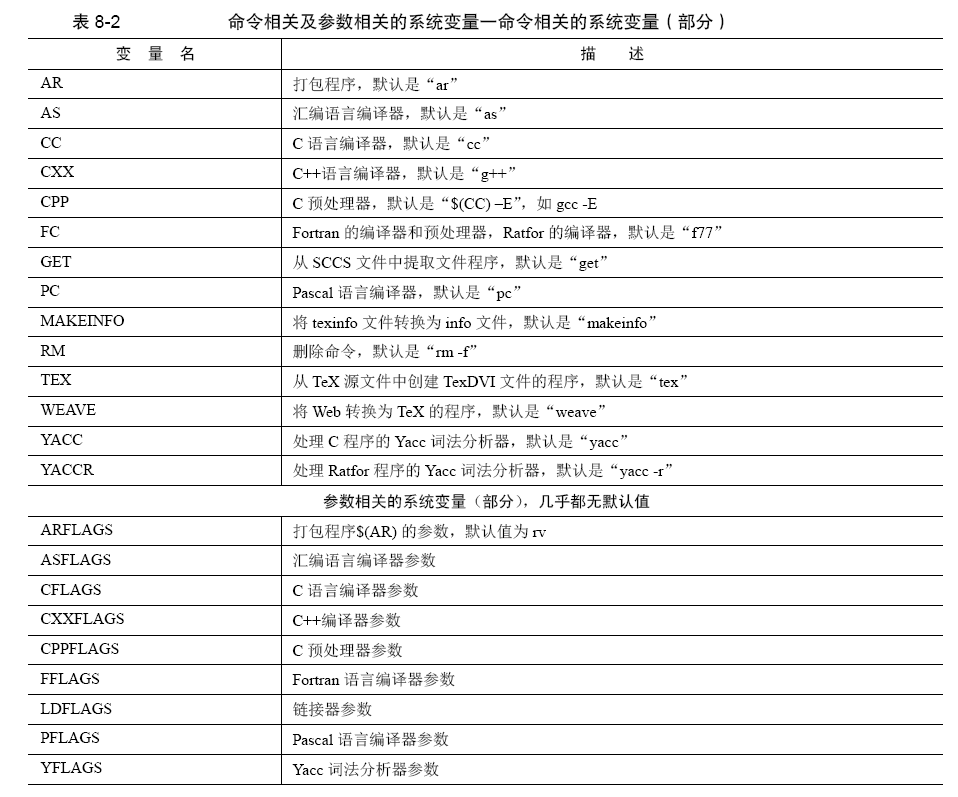 表 8-2 命令相关及参数相关的系统变量—命令相关的系统变量（部分）
变 量 名 描 述
AR 打包程序，默认是“ar”
AS 汇编语言编译器，默认是“as”
CC C 语言编译器，默认是“cc”
CXX C++语言编译器，默认是“g++”
CPP C 预处理器，默认是“$(CC) –E”，如 gcc -E
FC Fortran 的编译器和预处理器，Ratfor 的编译器，默认是“f77”
GET 从 SCCS 文件中提取文件程序，默认是“get”
PC Pascal 语言编译器，默认是“pc”
MAKEINFO 将 texinfo 文件转换为 info 文件，默认是“makeinfo”
RM 删除命令，默认是“rm -f”
TEX 从 TeX 源文件中创建 TexDVI 文件的程序，默认是“tex”
WEAVE 将 Web 转换为 TeX 的程序，默认是“weave”
YACC 处理 C 程序的 Yacc 词法分析器，默认是“yacc”
YACCR 处理 Ratfor 程序的 Yacc 词法分析器，默认是“yacc -r”
参数相关的系统变量（部分），几乎都无默认值
ARFLAGS 打包程序$(AR) 的参数，默认值为 rv
ASFLAGS 汇编语言编译器参数
CFLAGS C 语言编译器参数
CXXFLAGS C++编译器参数
CPPFLAGS C 预处理器参数
FFLAGS Fortran 语言编译器参数
LDFLAGS 链接器参数
PFLAGS Pascal 语言编译器参数
YFLAGS Yacc 词法分析器参数